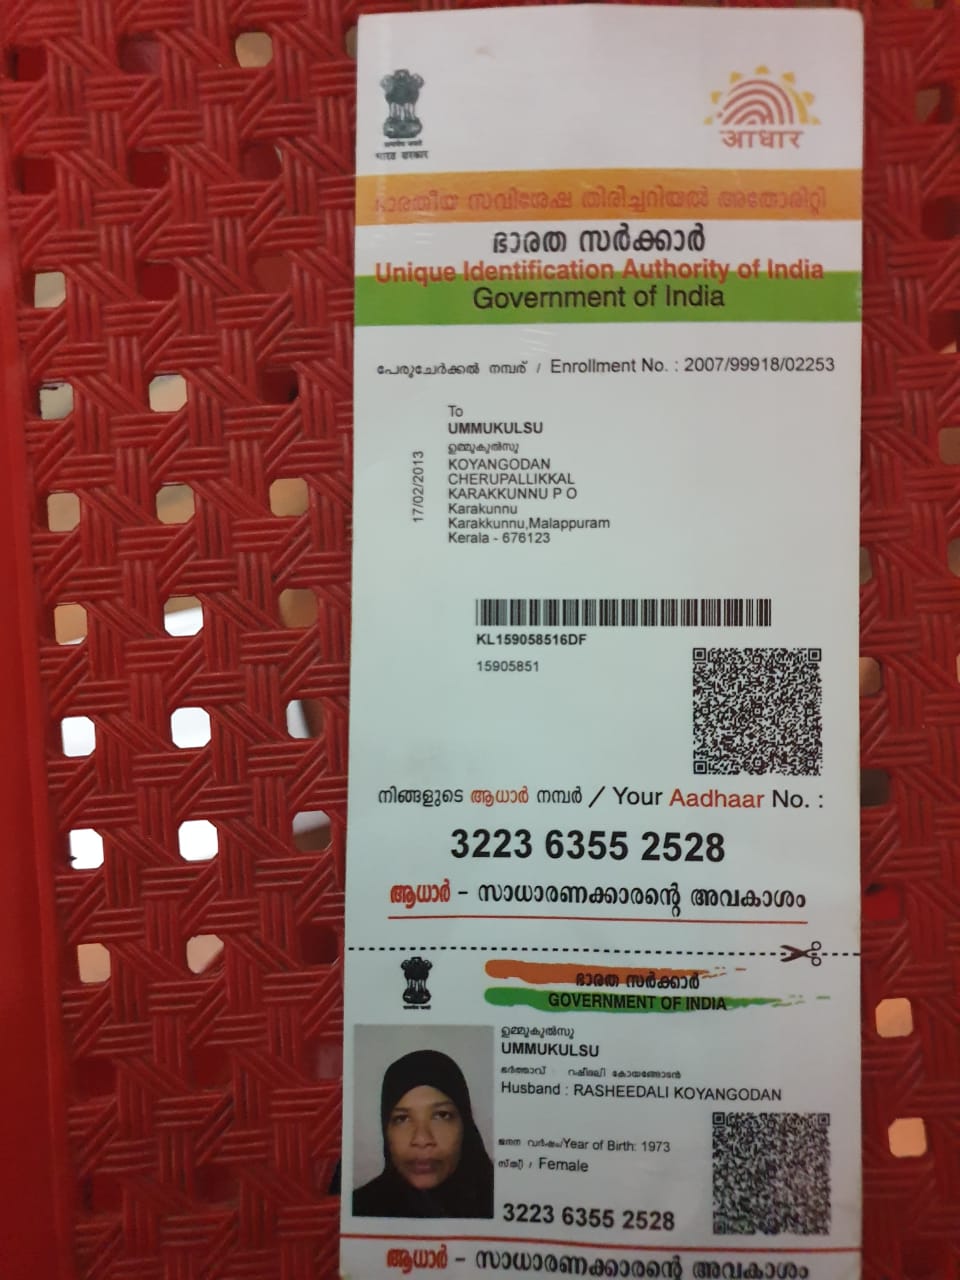 भारत सरकार
आधार
ഭാരതീയ സവിശേഷ തിരിച്ചറിയൽ അതോറിറ്റി
ഭാരത സർക്കാർ
Unique Identification Authority of India
Government of India
പേരുചേർക്കൽ നമ്പര് / Enrollment No. : 2007/99918/02253
To
UMMUKULSU
ഉമ്മുകുൽസു
KOYANGODAN
CHERUPALLIKKAL
KARAKKUNNU P O
Karakunnu
Karakkunnu,Malappuram
Kerala - 676123
17/02/2013
KL159058516DF
15905851
നിങ്ങളുടെ ആധാർ നമ്പർ / Your Aadhaar No. :
3223 6355 2528
ആധാർ - സാധാരണക്കാരന്റെ അവകാശം
ഭാരത സർക്കാർ
GOVERNMENT OF INDIA
ഉമ്മുകുൽസു
UMMUKULSU
ഭർത്താവ് : റഷീദലി കോയങ്ങോടൻ
Husband : RASHEEDALI KOYANGODAN
ജനന വർഷം/Year of Birth: 1973
സ്ത്രീ / Female
3223 6355 2528
ആധാർ - സാധാരണക്കാരന്റെ അവകാശം